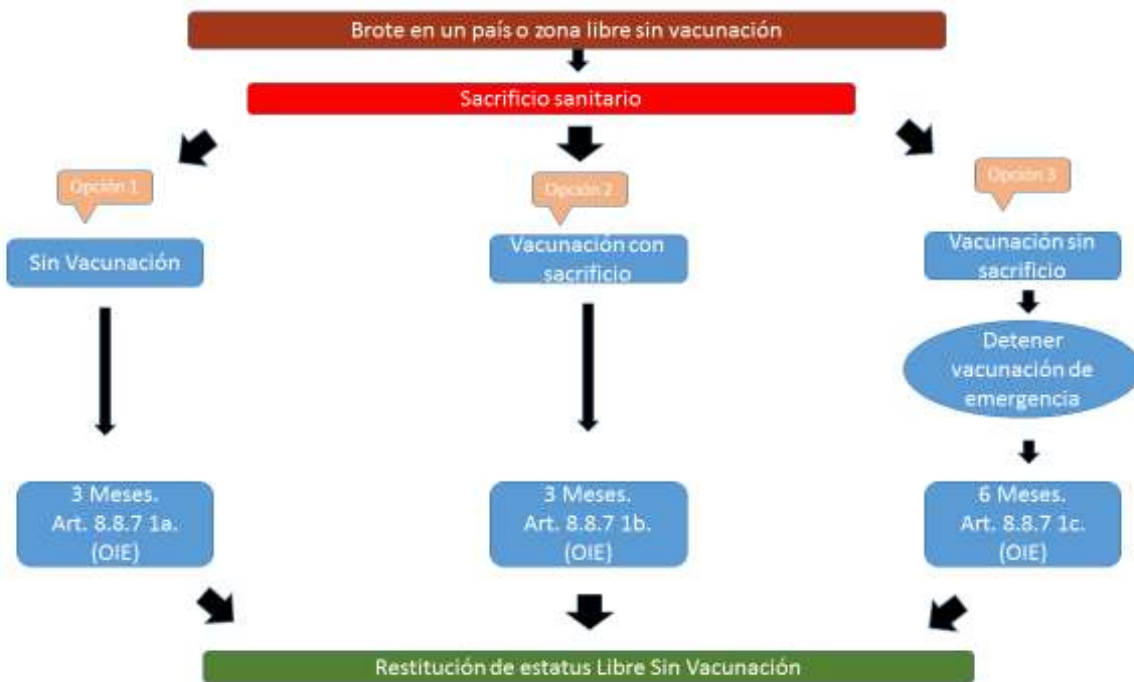 Brote en un país o zona libre sin vacunación
Sacrificio sanitario
Opción 1
Opción 2
Opción 3
Sin Vacunación
Vacunación con
sacrificio
Vacunación sin
sacrificio
Detener
vacunación de
emergencia
3 Meses.
Art. 8.8.7 1a.
(OIE)
3 Meses.
Art. 8.8.7 1b.
(OIE)
6 Meses.
Art. 8.8.7 1c.
(OIE)
Restitución de estatus Libre Sin Vacunación